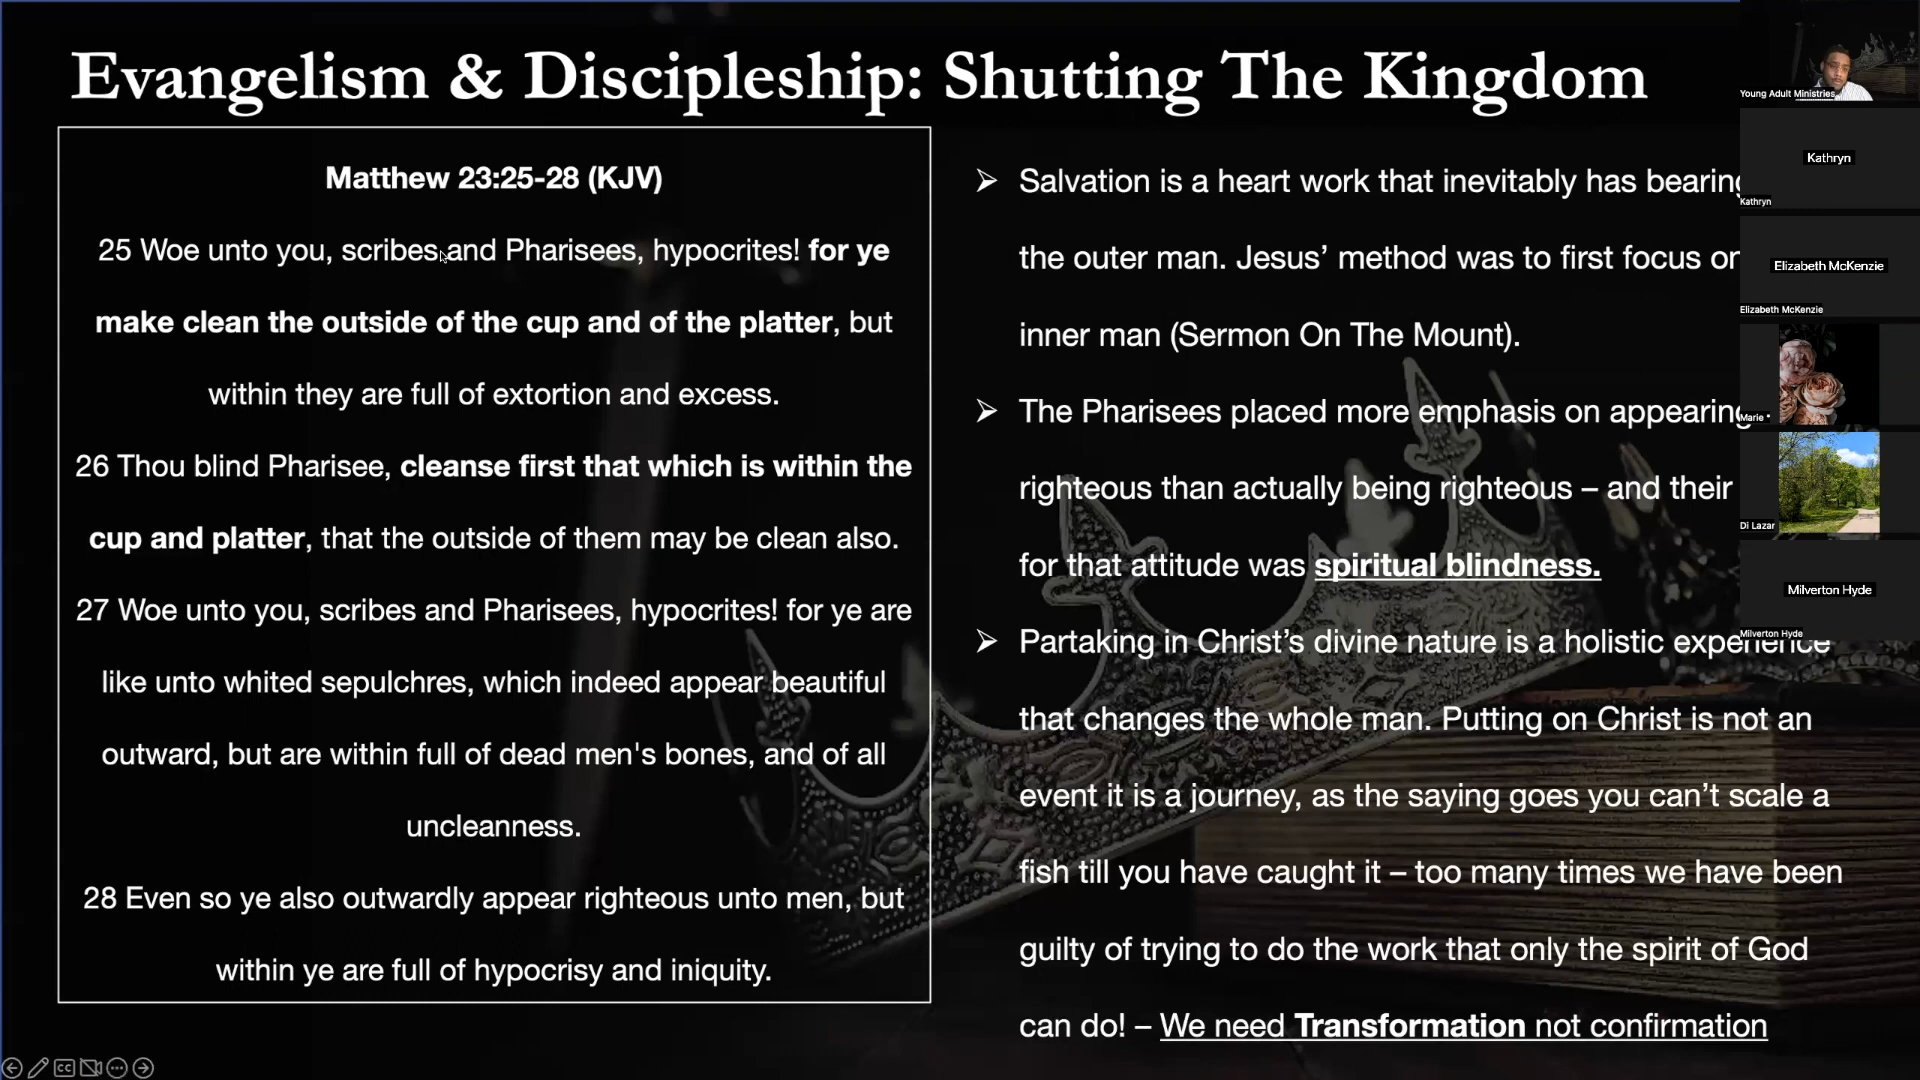 Evangelism & Discipleship: Shutting The Kingdom
Matthew 23:25-28 (KJV)
25 Woe unto you, scribes and Pharisees, hypocrites! for ye
make clean the outside of the cup and of the platter, but
within they are full of extortion and excess.
26 Thou blind Pharisee, cleanse first that which is within the
cup and platter, that the outside of them may be clean also.
27 Woe unto you, scribes and Pharisees, hypocrites! for ye are
like unto whited sepulchres, which indeed appear beautiful
outward, but are within full of dead men's bones, and of all
uncleanness.
28 Even so ye also outwardly appear righteous unto men, but
within ye are full of hypocrisy and iniquity.
➢ Salvation is a heart work that inevitably has bearing
the outer man. Jesus’ method was to first focus on
inner man (Sermon On The Mount).
➢ The Pharisees placed more emphasis on appearing
righteous than actually being righteous – and their
for that attitude was spiritual blindness.
➢ Partaking in Christ’s divine nature is a holistic experience
that changes the whole man. Putting on Christ is not an
event it is a journey, as the saying goes you can’t scale a
fish till you have caught it – too many times we have been
guilty of trying to do the work that only the spirit of God
can do! – We need Transformation not confirmation
Young Adult Ministries
Kathryn
Kathryn
Elizabeth McKenzie
Elizabeth McKenzie
Marie
Di Lazar
Milverton Hyde
Milverton Hyde
CC